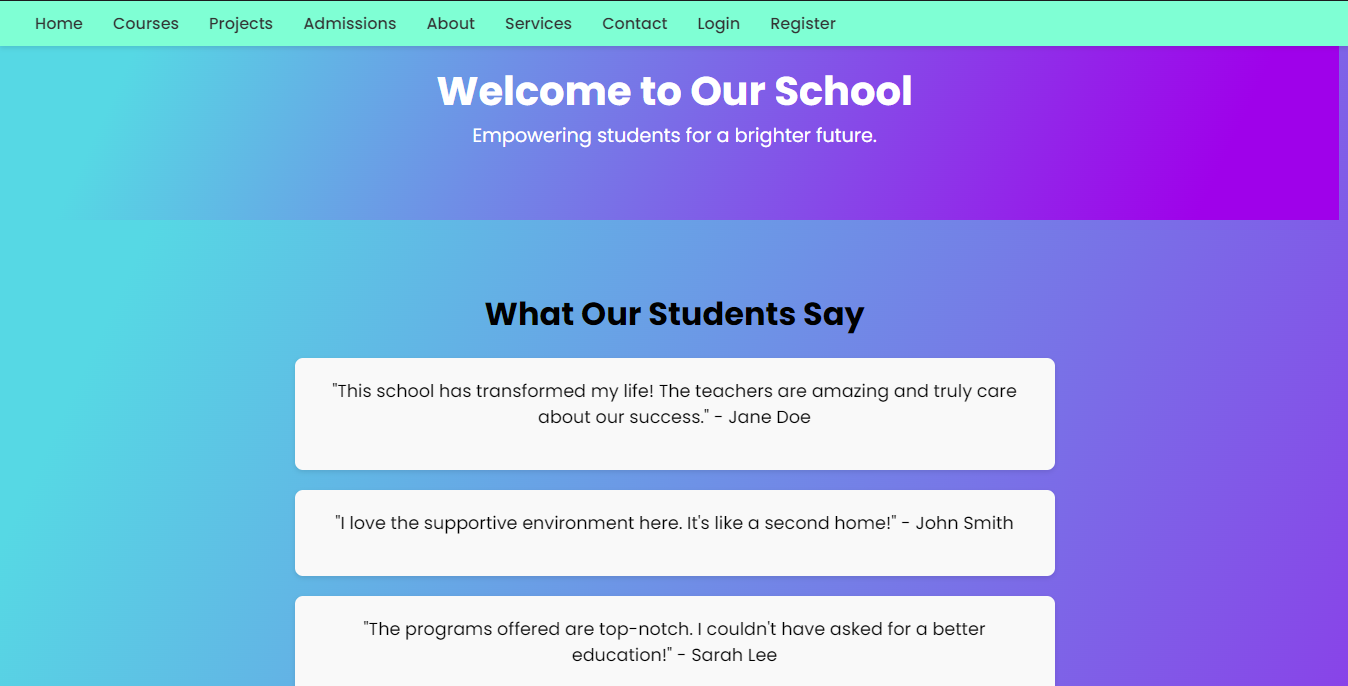 Home Courses Projects Admissions About Services Contact Login Register
Welcome to Our School
Empowering students for a brighter future.
What Our Students Say
"This school has transformed my life! The teachers are amazing and truly care
about our success." - Jane Doe
"I love the supportive environment here. It's like a second home!" - John Smith
"The programs offered are top-notch. I couldn't have asked for a better
education!" - Sarah Lee